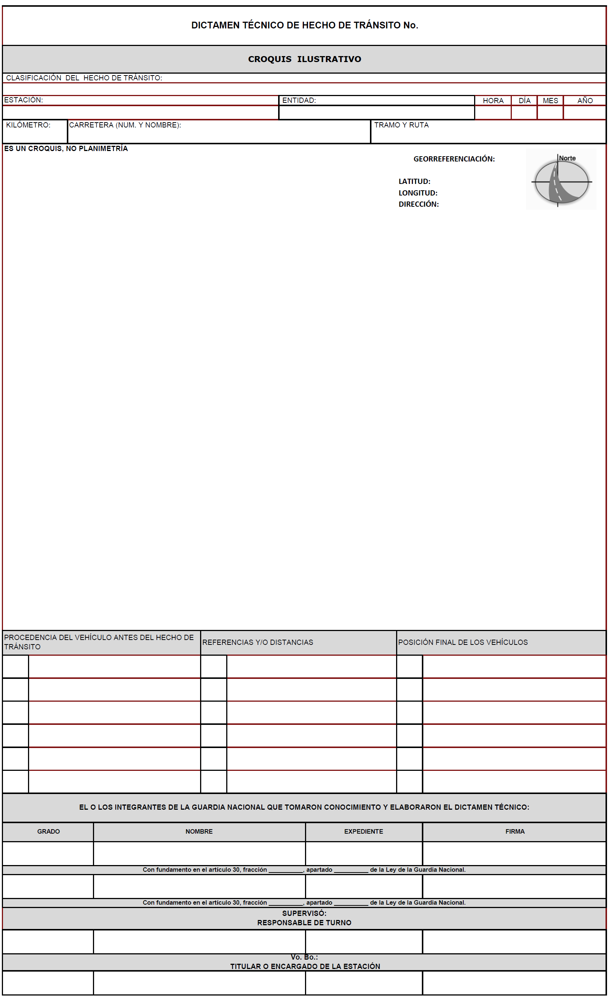 DICTAMEN TÉCNICO DE HECHO DE TRÁNSITO No.
CROQUIS ILUSTRATIVO
CLASIFICACIÓN DEL HECHO DE TRÁNSITO:
ESTACIÓN:
ENTIDAD:
HORA
DÍA
MES
AÑO
KILÓMETRO:
CARRETERA (NUM. Y NOMBRE):
TRAMO Y RUTA
ES UN CROQUIS, NO PLANIMETRÍA
GEORREFERENCIACIÓN:
Norte
LATITUD:
LONGITUD:
DIRECCIÓN:
PROCEDENCIA DEL VEHÍCULO ANTES DEL HECHO DE
TRÁNSITO
REFERENCIAS Y/O DISTANCIAS
POSICIÓN FINAL DE LOS VEHÍCULOS
EL O LOS INTEGRANTES DE LA GUARDIA NACIONAL QUE TOMARON CONOCIMIENTO Y ELABORARON EL DICTAMEN TÉCNICO:
GRADO
NOMBRE
EXPEDIENTE
FIRMA
Con fundamento en el artículo 30, fracción __________, apartado __________ de la Ley de la Guardia Nacional.
Con fundamento en el artículo 30, fracción __________, apartado __________ de la Ley de la Guardia Nacional.
SUPERVISÓ:
RESPONSABLE DE TURNO
Vo. Bo.:
TITULAR O ENCARGADO DE LA ESTACIÓN